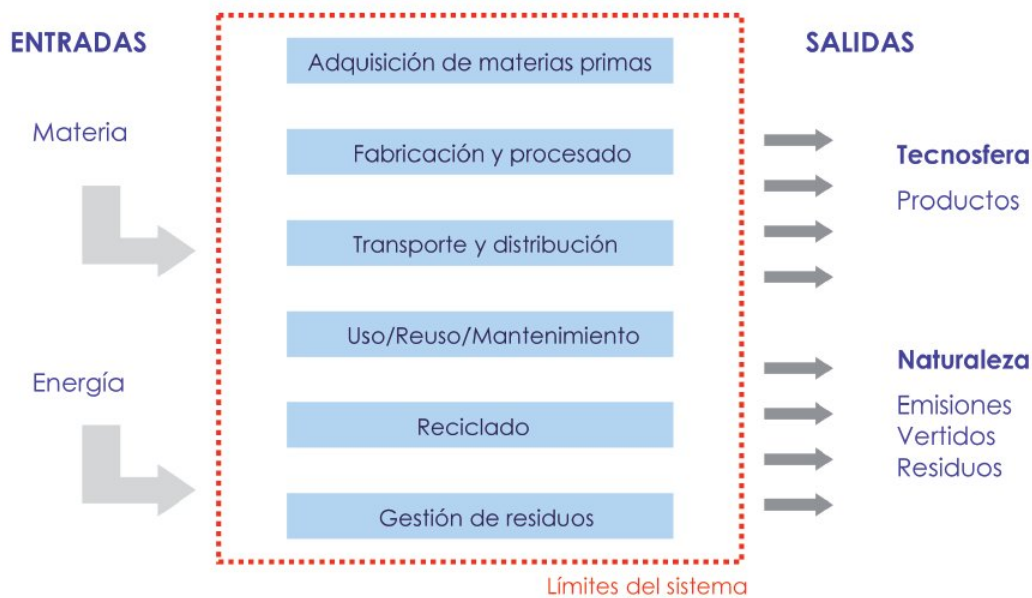 ENTRADAS
Materia
Energía
Adquisición de materias primas
Fabricación y procesado
Transporte y distribución
Uso/Reuso/Mantenimiento
Reciclado
Gestión de residuos
Límites del sistema
SALIDAS
Tecnosfera
Productos
Naturaleza
Emisiones
Vertidos
Residuos